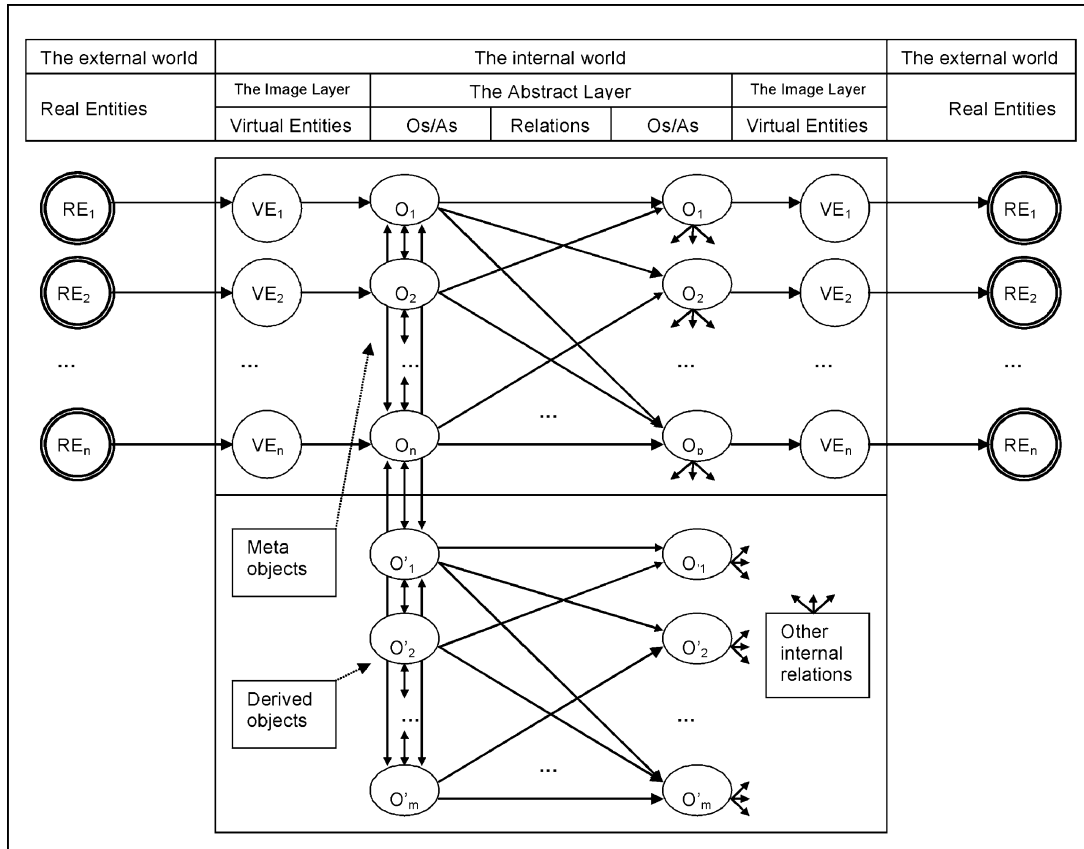 The external world The internal world The external world
Real Entities The Image Layer The Abstract Layer The Image Layer Real Entities
Virtual Entities Os/As Relations Os/As Virtual Entities
RE1 VE1 O1 O1 VE1 RE1
RE2 VE2 O2 O2 VE2 RE2
... ... ... ... ... ...
...
REn VEn On On VEn REn
Meta
objects
O'1 O'1
O'2 O'2
Other
internal
relations
Derived
objects
... ...
...
O'm O'm